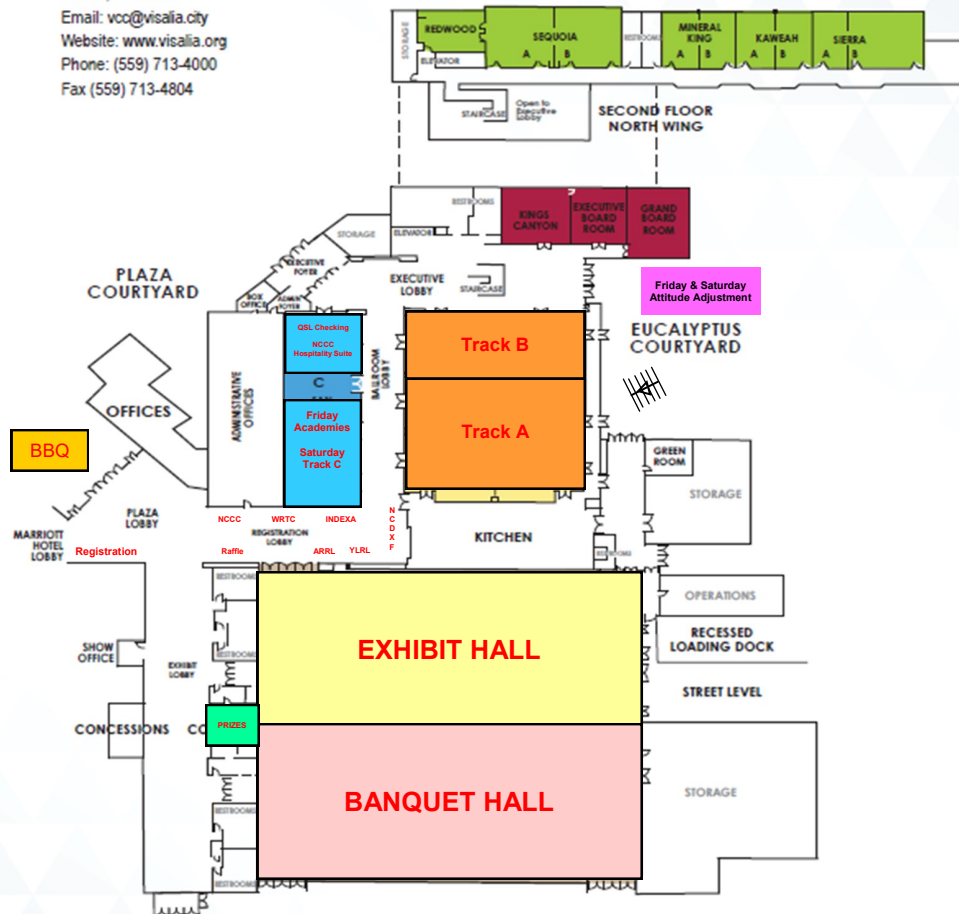 Email: vcc@visalia.city
Website: www.visalia.org
Phone: (559) 713-4000
Fax (559) 713-4804
STORAGE
REDWOOD
ELEVATOR
SEQUOIA
A B
RESTROOMS
MINERAL
KING
A B
KAWEAH
A B
SIERRA
A B
STAIRCASE
Open to
Executive
Lobby
SECOND FLOOR
NORTH WING
RESTROOMS
STORAGE
ELEVATOR
KINGS
CANYON
EXECUTIVE
BOARD
ROOM
GRAND
BOARD
ROOM
EXECUTIVE
FOYER
EXECUTIVE
LOBBY
STAIRCASE
PLAZA
COURTYARD
BOX
OFFICE
ADMIN
FOYER
Friday & Saturday
Attitude Adjustment
EUCALYPTUS
COURTYARD
QSL Checking
NCCC
Hospitality Suite
C
BALLROOM
LOBBY
Track B
Track A
ADMINISTRATIVE
OFFICES
Friday
Academies
Saturday
Track C
OFFICES
BBQ
GREEN
ROOM
STORAGE
PLAZA
LOBBY
MARRIOTT
HOTEL
LOBBY
Registration
NCCC
WRTC
INDEXA
NCDXF
REGISTRATION
LOBBY
Raffle
ARRL
YLRL
KITCHEN
RESTROOMS
RESTROOMS
OPERATIONS
RECESSED
LOADING DOCK
STREET LEVEL
SHOW
OFFICE
EXHIBIT
LOBBY
RESTROOMS
EXHIBIT HALL
CONCESSIONS
CO
PRIZES
BANQUET HALL
STORAGE
RESTROOMS
RESTROOMS